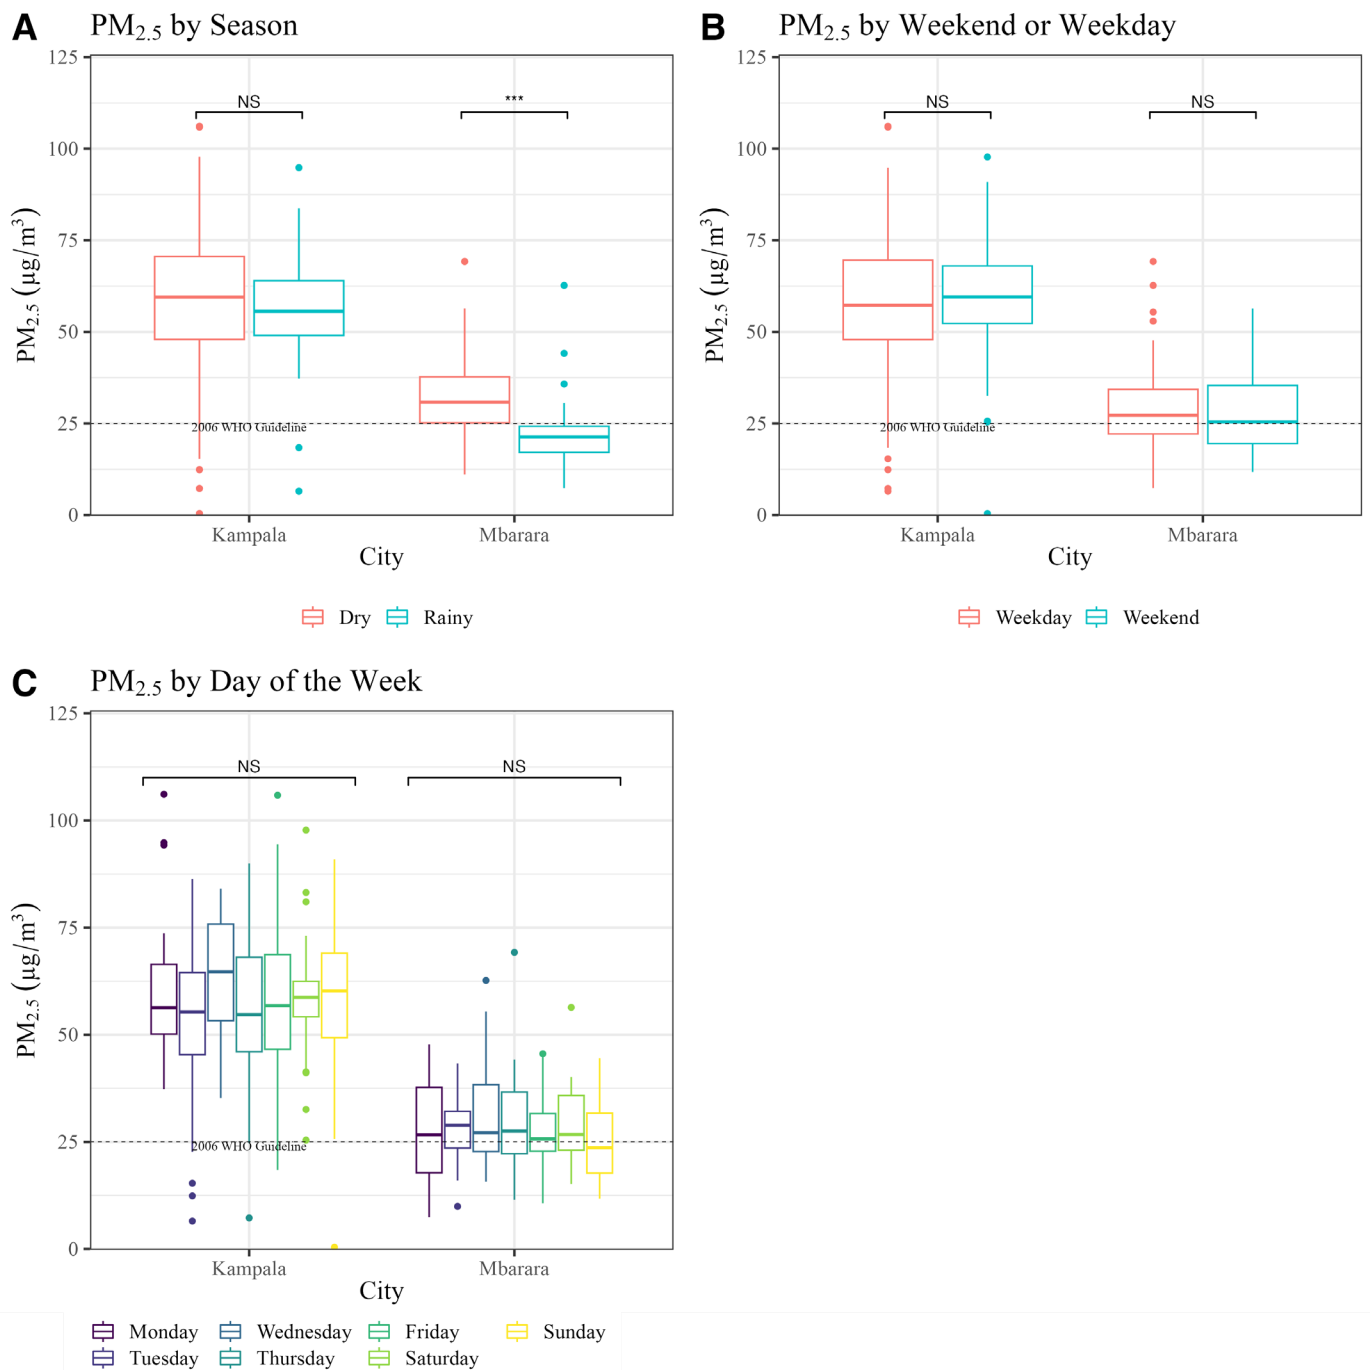 A PM2.5 by Season
125
100
75
50
25
0
PM2.5 (µg/m3)
NS
***
2006 WHO Guideline
Kampala Mbarara
City
Dry Rainy
B PM2.5 by Weekend or Weekday
125
100
75
50
25
0
PM2.5 (µg/m3)
NS
NS
2006 WHO Guideline
Kampala Mbarara
City
Weekday Weekend
C PM2.5 by Day of the Week
125
100
75
50
25
0
PM2.5 (µg/m3)
NS
NS
2006 WHO Guideline
Kampala Mbarara
City
Monday Wednesday Friday Sunday
Tuesday Thursday Saturday